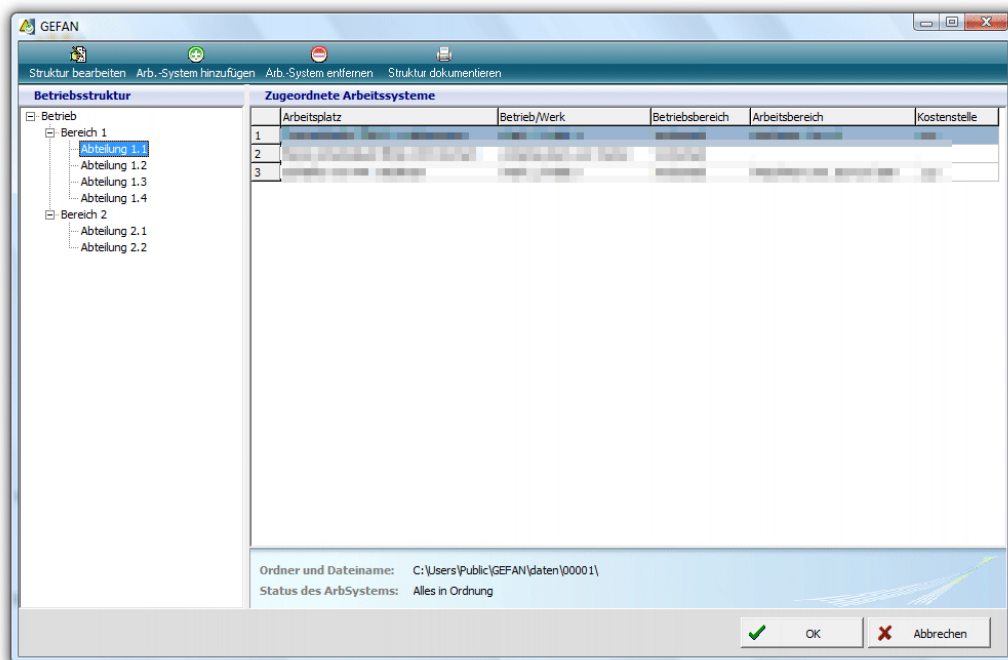 GEFAN
Struktur bearbeiten Arb.-System hinzufügen Arb.-System entfernen Struktur dokumentieren
Betriebsstruktur
Zugeordnete Arbeitssysteme
Betrieb
Bereich 1
Abteilung 1.1
Abteilung 1.2
Abteilung 1.3
Abteilung 1.4
Bereich 2
Abteilung 2.1
Abteilung 2.2
Arbeitsplatz Betrieb/Werk Betriebsbereich Arbeitsbereich Kostenstelle
1
2
3
Ordner und Dateiname: C:\Users\Public\GEFAN\daten\00001\
Status des ArbSystems: Alles in Ordnung
OK Abbrechen